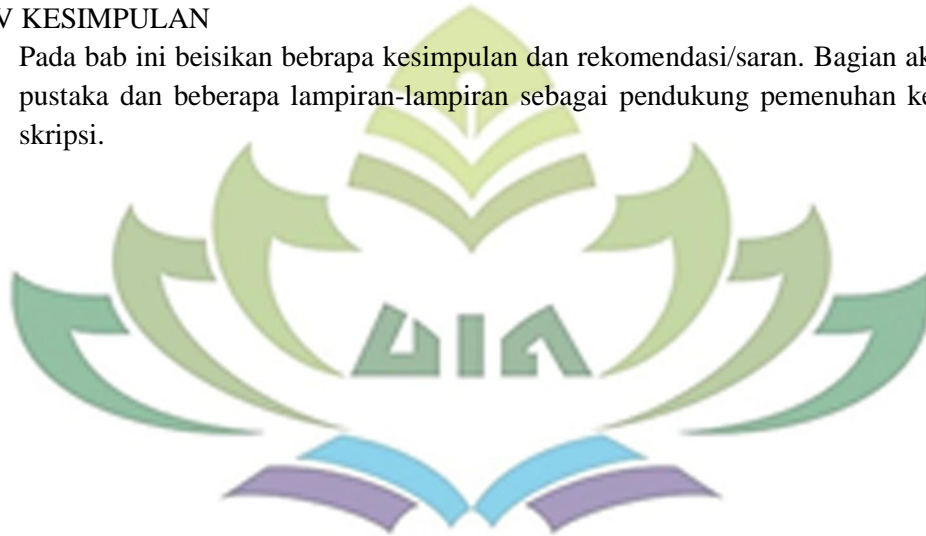 V KESIMPULAN
Pada bab ini beisikan bebrapa kesimpulan dan rekomendasi/saran. Bagian ak
pustaka dan beberapa lampiran-lampiran sebagai pendukung pemenuhan ke
skripsi.
UIN